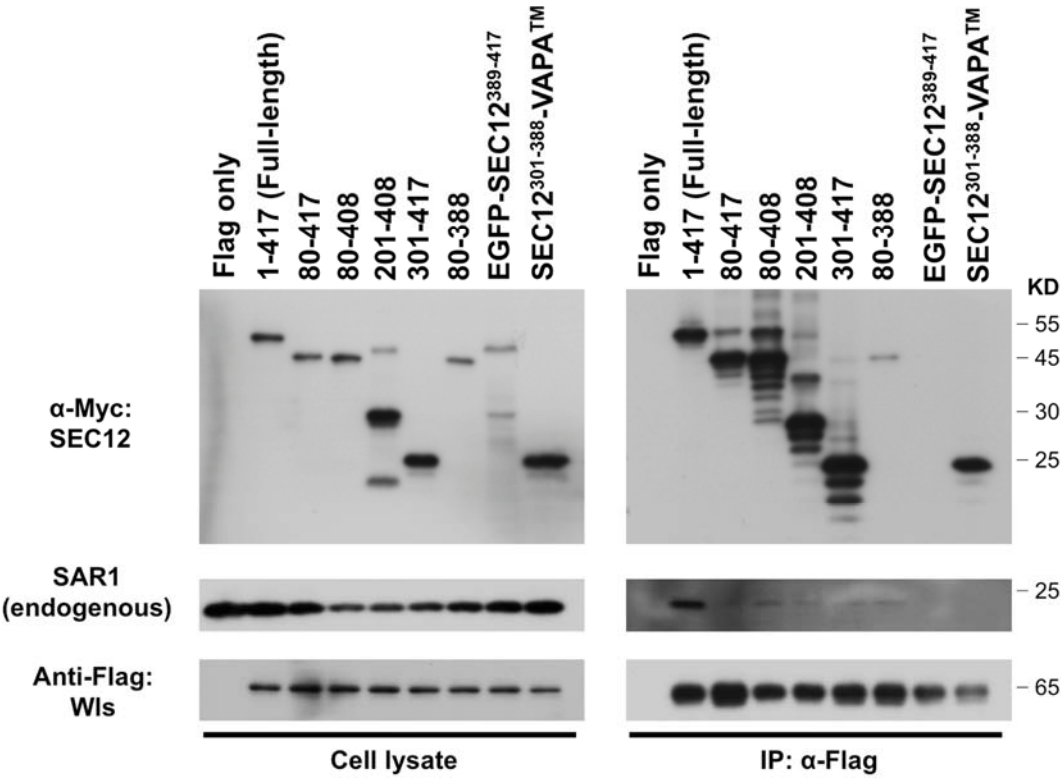 Flag only
1-417 (Full-length)
80-417
80-408
201-408
301-417
80-388
EGFP-SEC12³⁸⁹⁻⁴¹⁷
SEC12³⁰¹⁻³⁸⁸-VAPAᵀᴹ
Flag only
1-417 (Full-length)
80-417
80-408
201-408
301-417
80-388
EGFP-SEC12³⁸⁹⁻⁴¹⁷
SEC12³⁰¹⁻³⁸⁸-VAPAᵀᴹ
KD
55
45
30
25
α-Myc:
SEC12
SAR1
(endogenous)
25
Anti-Flag:
Wls
65
Cell lysate
IP: α-Flag